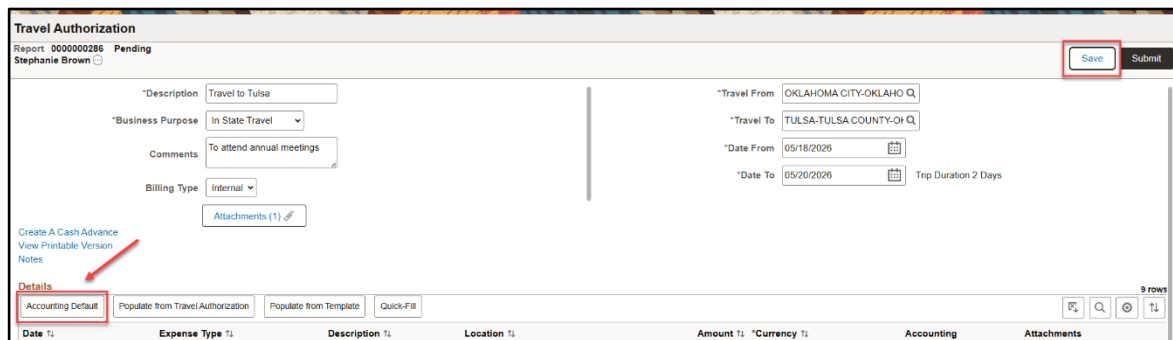 Travel Authorization
Report 0000000286 Pending
Stephanie Brown
Save
Submit
*Description Travel to Tulsa
*Business Purpose In State Travel
Comments To attend annual meetings
Billing Type Internal
Attachments (1)
*Travel From OKLAHOMA CITY-OKLAHO
*Travel To TULSA-TULSA COUNTY-OK
*Date From 05/18/2026
*Date To 05/20/2026 Trip Duration 2 Days
Create A Cash Advance
View Printable Version
Notes
Details
9 rows
Accounting Default Populate from Travel Authorization Populate from Template Quick-Fill
Date Expense Type Description Location Amount *Currency Accounting Attachments